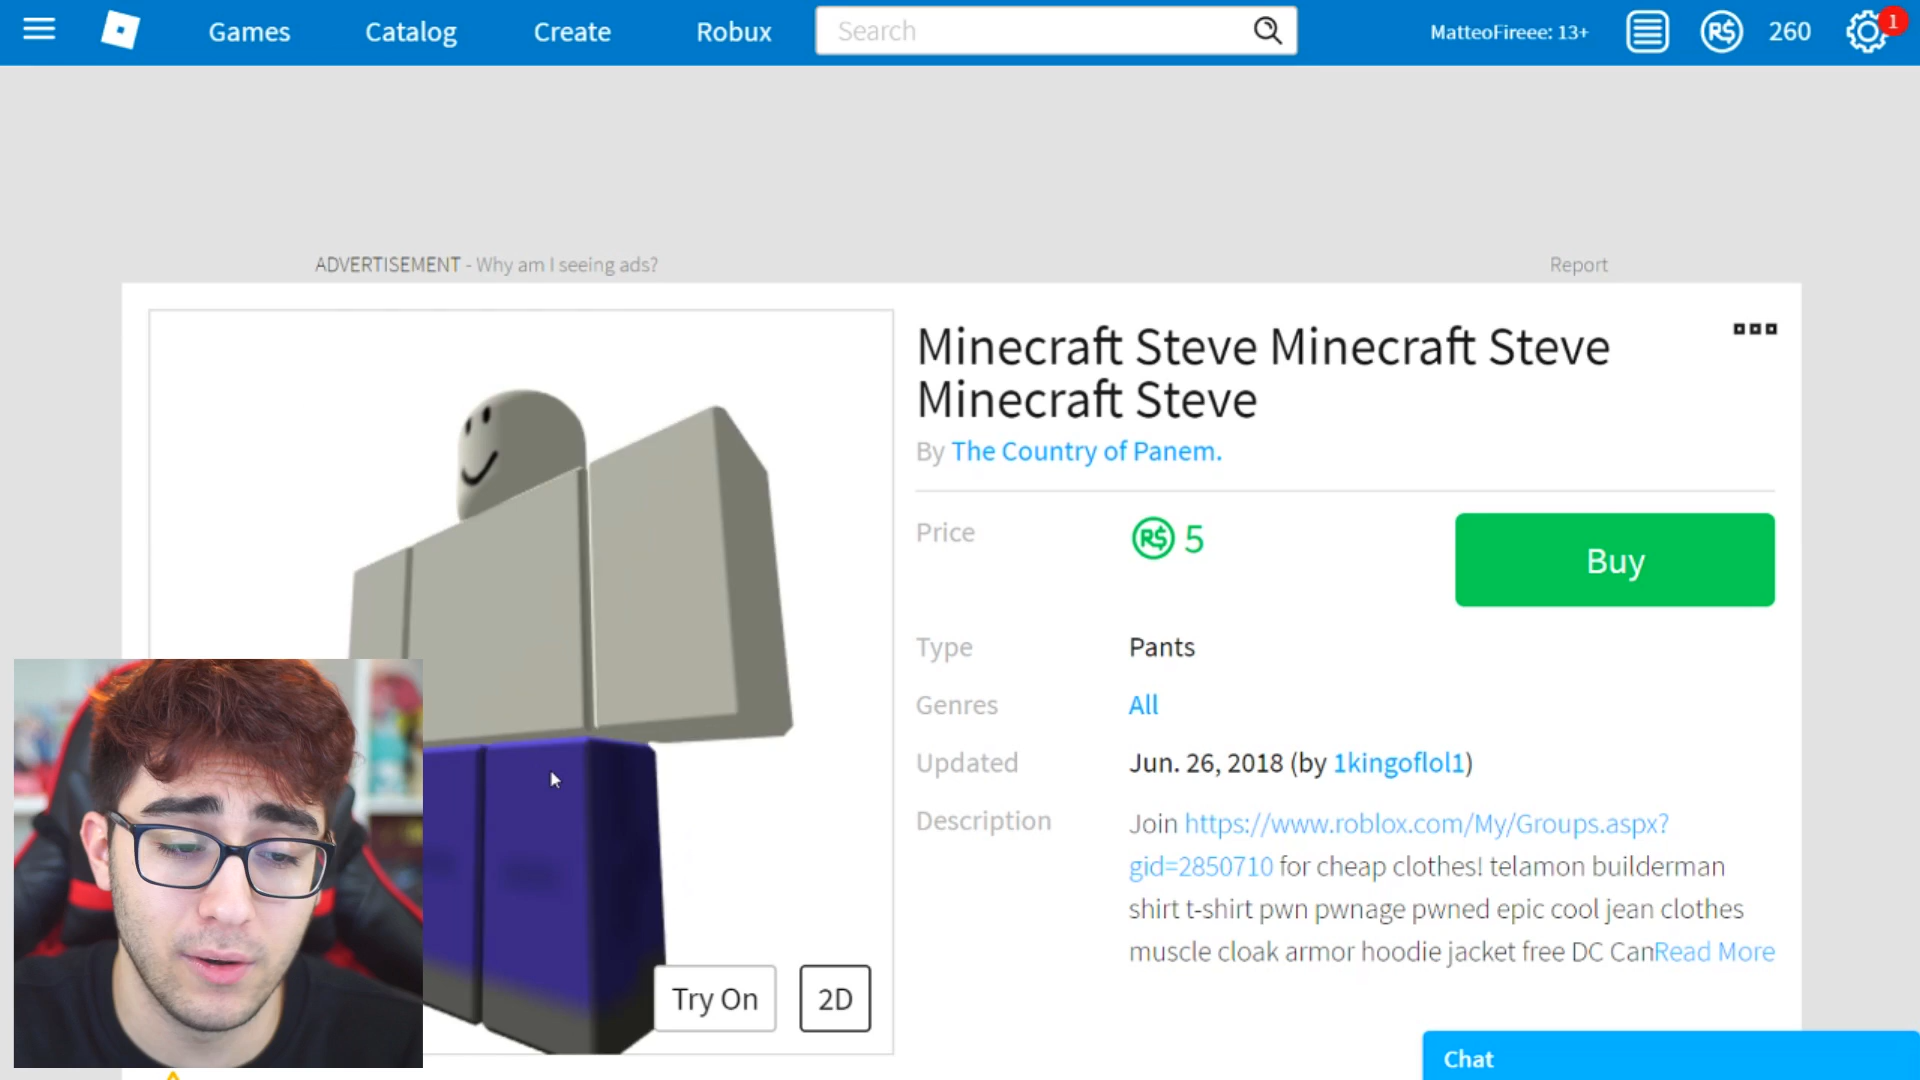 Games Catalog Create Robux Search MatteoFireee: 13+ R$ 260 1
ADVERTISEMENT - Why am I seeing ads? Report
Minecraft Steve Minecraft Steve
Minecraft Steve
By The Country of Panem.
Price R$ 5 Buy
Type Pants
Genres All
Updated Jun. 26, 2018 (by 1kingoflol1)
Description Join https://www.roblox.com/My/Groups.aspx?
gid=2850710 for cheap clothes! telamon builderman
shirt t-shirt pwn pwnage pwned epic cool jean clothes
muscle cloak armor hoodie jacket free DC CanRead More
Try On 2D
Chat